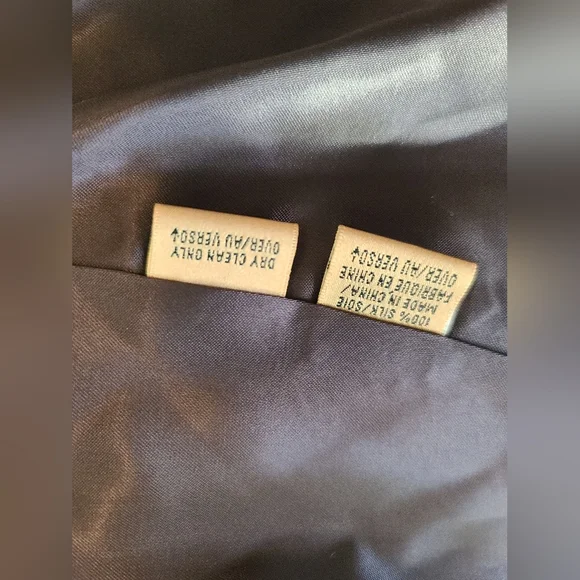 DRY CLEAN ONLY
OVER/AU VERSO↓
100% SILK/SOIE
MADE IN CHINA/
FABRIQUE EN CHINE
OVER/AU VERSO↓